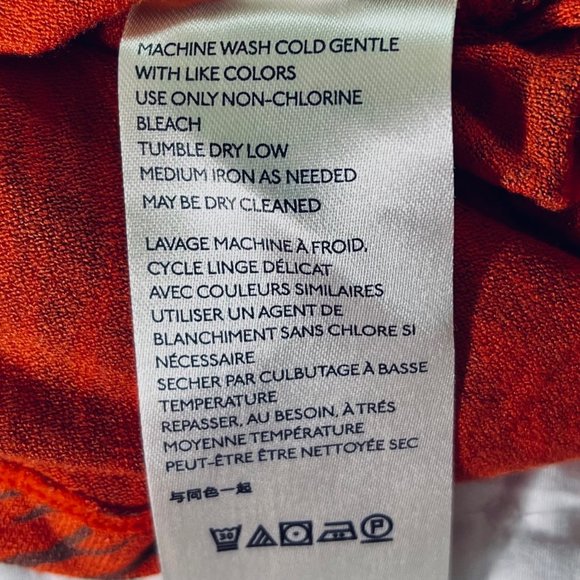 MACHINE WASH COLD GENTLE
WITH LIKE COLORS
USE ONLY NON-CHLORINE
BLEACH
TUMBLE DRY LOW
MEDIUM IRON AS NEEDED
MAY BE DRY CLEANED
LAVAGE MACHINE À FROID,
CYCLE LINGE DÉLICAT
AVEC COULEURS SIMILAIRES
UTILISER UN AGENT DE
BLANCHIMENT SANS CHLORE SI
NÉCESSAIRE
SECHER PAR CULBUTAGE À BASSE
TEMPERATURE
REPASSER, AU BESOIN, À TRÉS
MOYENNE TEMPÉRATURE
PEUT-ÊTRE ÊTRE NETTOYÉE SEC
与同色一起
30 P